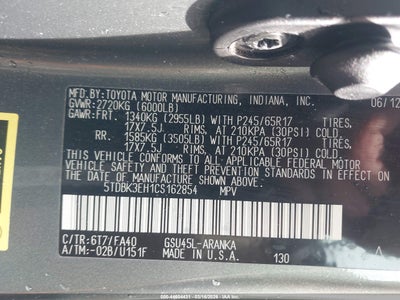 MFD. BY: TOYOTA MOTOR MANUFACTURING, INDIANA, INC.
GVWR: 2720KG (6000LB) 06/12
GAWR: FRT. 1340KG (2955LB) WITH P245/65R17 TIRES,
17X7.5J RIMS, AT 210KPA (30PSI) COLD.
RR. 1585KG (3505LB) WITH P245/65R17 TIRES,
17X7.5J RIMS, AT 210KPA (30PSI) COLD.
THIS VEHICLE CONFORMS TO ALL APPLICABLE FEDERAL MOTOR
VEHICLE SAFETY AND THEFT PREVENTION STANDARDS IN
EFFECT ON THE DATE OF MANUFACTURE SHOWN ABOVE.
5TDBK3EH1CS162854 MPV
C/TR: 6T7/FA40 GSU45L-ARANKA
A/TM: -02B/U151F MADE IN U.S.A.
130 A